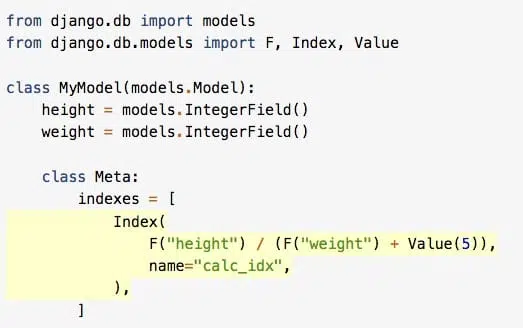 from django.db import models
from django.db.models import F, Index, Value

class MyModel(models.Model):
    height = models.IntegerField()
    weight = models.IntegerField()

    class Meta:
        indexes = [
            Index(
                F("height") / (F("weight") + Value(5)),
                name="calc_idx",
            ),
        ]